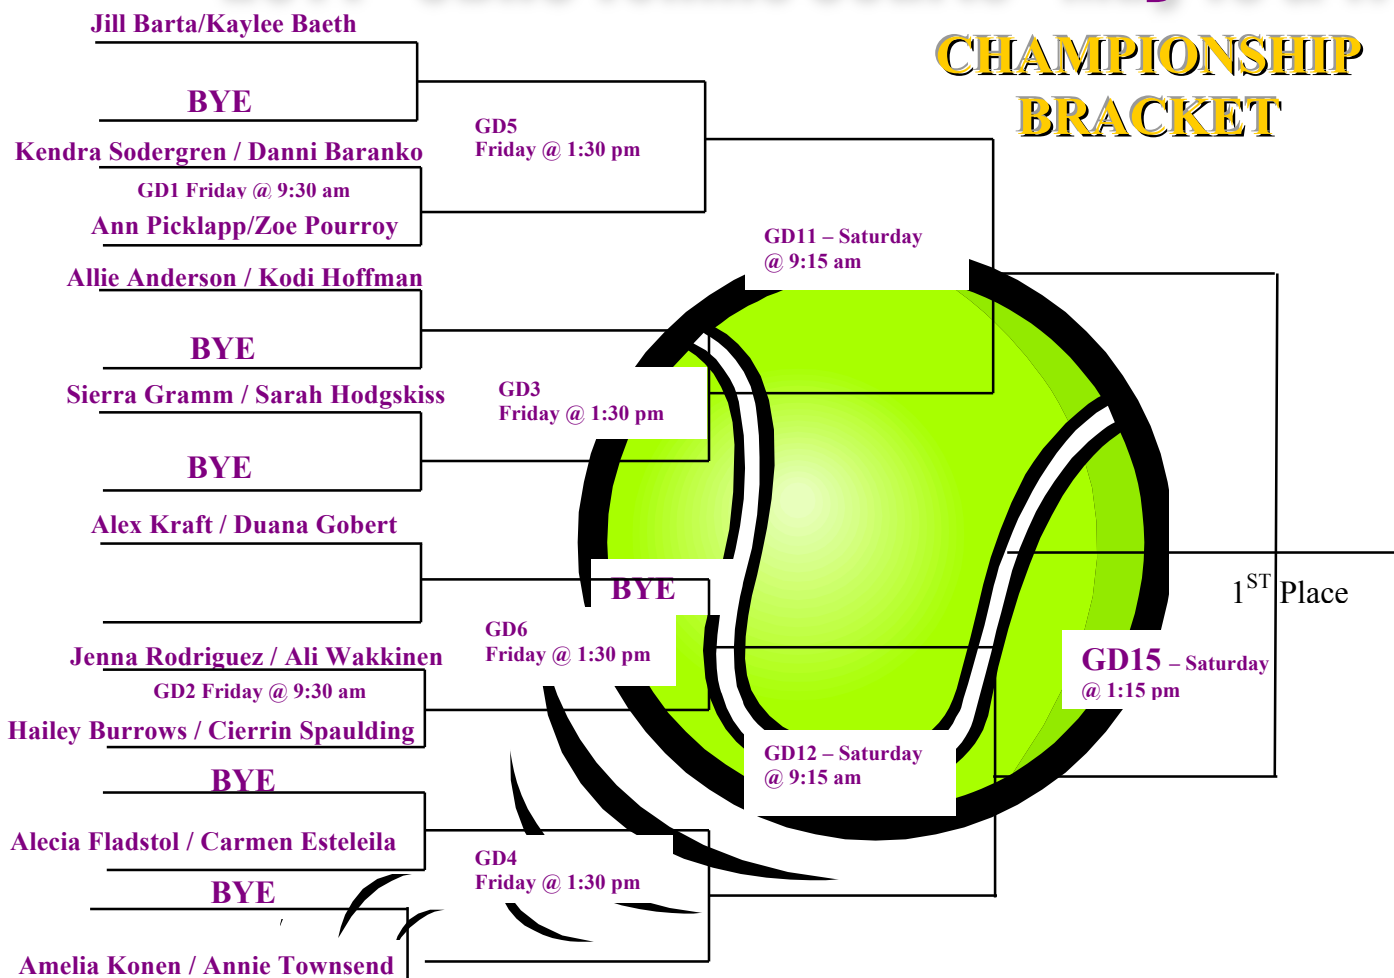 Jill Barta/Kaylee Baeth
CHAMPIONSHIP
BRACKET
BYE
GD5
Friday @ 1:30 pm
Kendra Sodergren / Danni Baranko
GD1 Friday @ 9:30 am
Ann Picklapp/Zoe Pourroy
GD11 – Saturday
@ 9:15 am
Allie Anderson / Kodi Hoffman
BYE
Sierra Gramm / Sarah Hodgskiss
GD3
Friday @ 1:30 pm
BYE
Alex Kraft / Duana Gobert
BYE
1ST Place
GD6
Friday @ 1:30 pm
Jenna Rodriguez / Ali Wakkinen
GD2 Friday @ 9:30 am
GD15 – Saturday
@ 1:15 pm
Hailey Burrows / Cierrin Spaulding
GD12 – Saturday
@ 9:15 am
BYE
Alecia Fladstol / Carmen Esteleila
GD4
Friday @ 1:30 pm
BYE
Amelia Konen / Annie Townsend